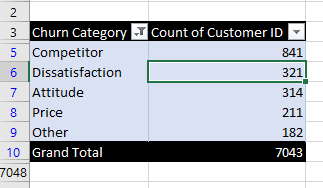 2
3 Churn Category Count of Customer ID
5 Competitor 841
6 Dissatisfaction 321
7 Attitude 314
8 Price 211
9 Other 182
10 Grand Total 7043
7048